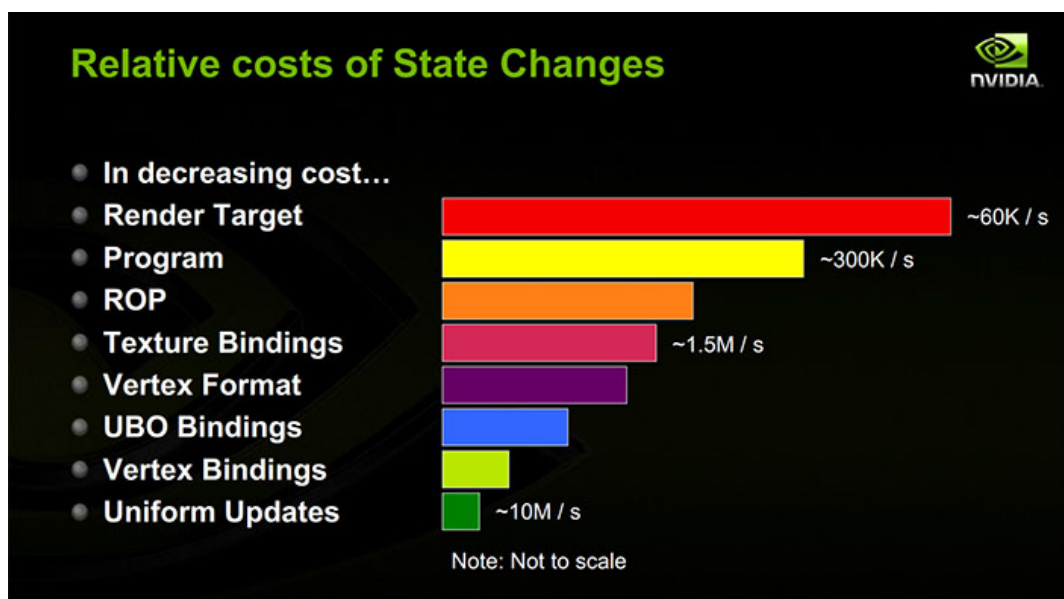 Relative costs of State Changes
NVIDIA
In decreasing cost…
Render Target ~60K / s
Program ~300K / s
ROP
Texture Bindings ~1.5M / s
Vertex Format
UBO Bindings
Vertex Bindings
Uniform Updates ~10M / s
Note: Not to scale